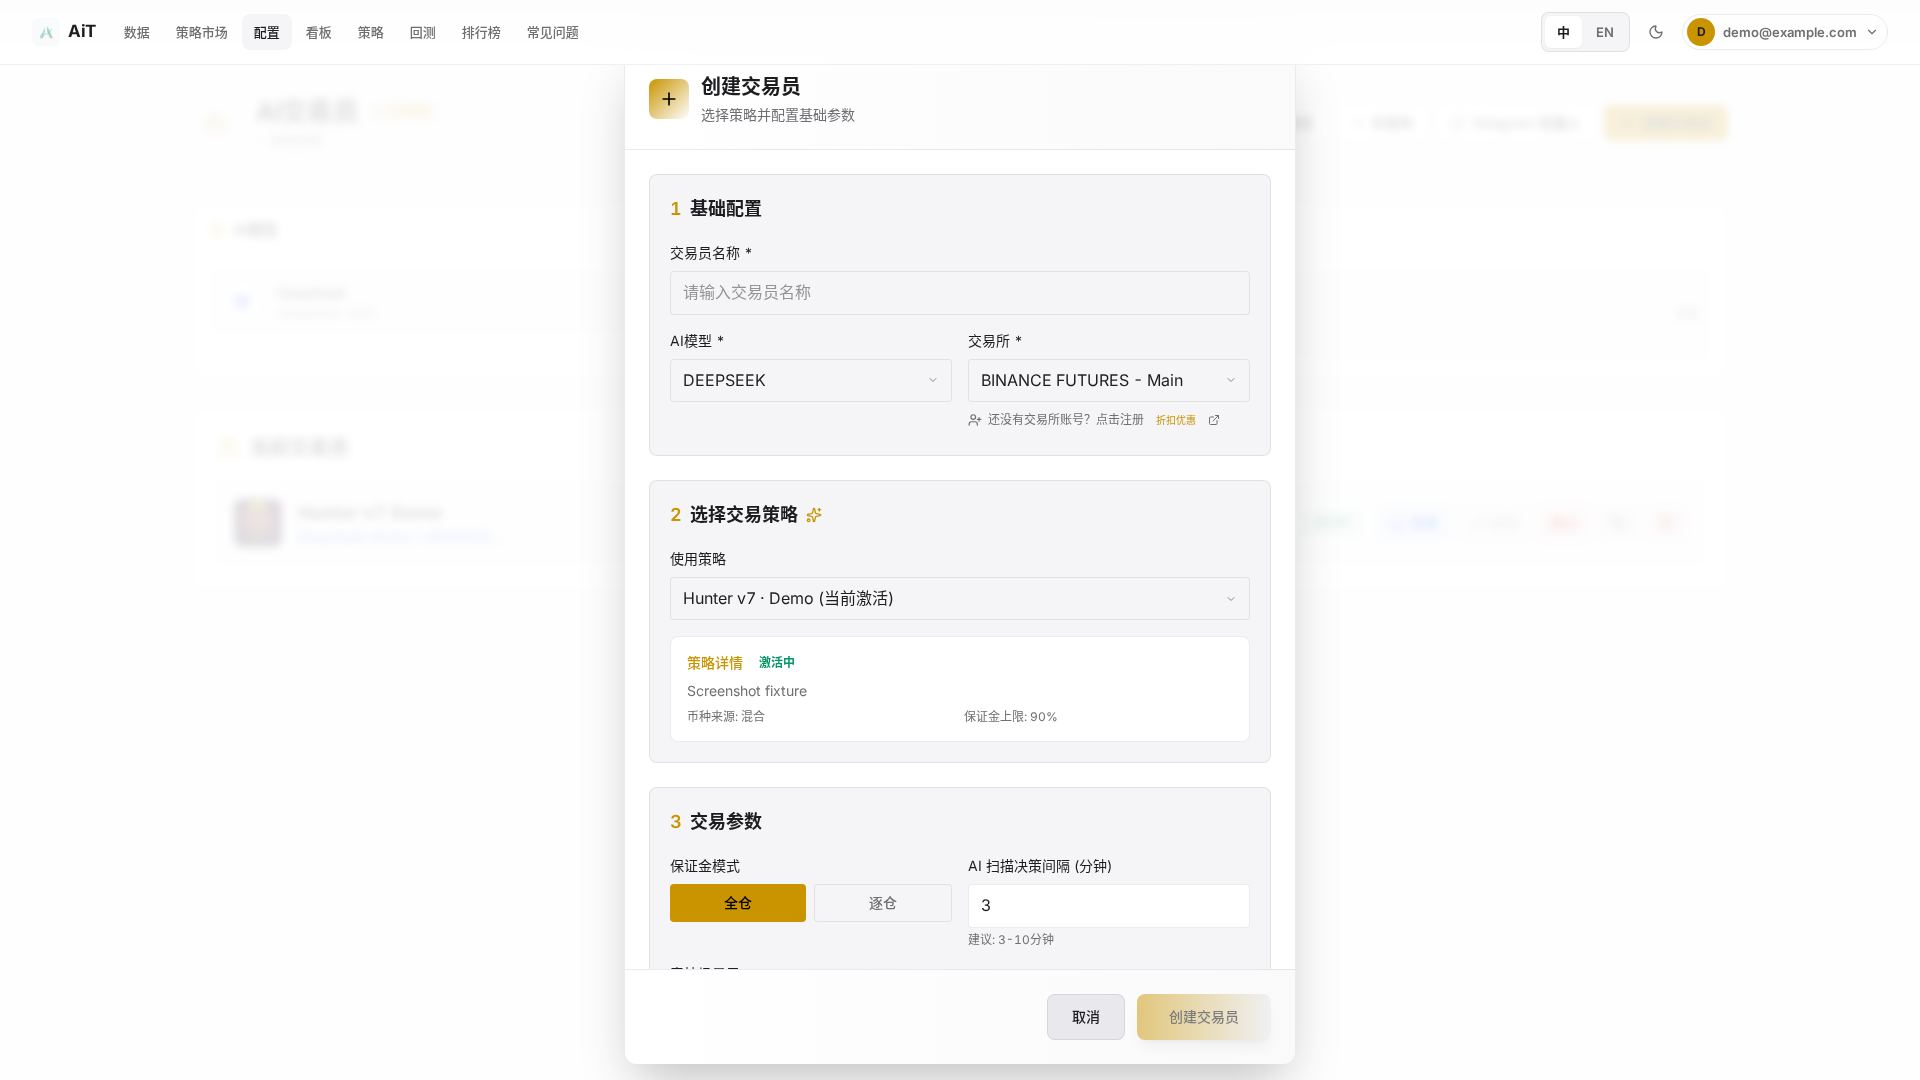 AiT 数据 策略市场 配置 看板 策略 回测 排行榜 常见问题 中 EN D demo@example.com
创建交易员
选择策略并配置基础参数
1 基础配置
交易员名称 *
请输入交易员名称
AI模型 * 交易所 *
DEEPSEEK BINANCE FUTURES - Main
还没有交易所账号？点击注册 折扣优惠
2 选择交易策略
使用策略
Hunter v7 · Demo (当前激活)
策略详情 激活中
Screenshot fixture
币种来源: 混合 保证金上限: 90%
3 交易参数
保证金模式 AI 扫描决策间隔 (分钟)
全仓 逐仓 3
建议: 3-10分钟
取消 创建交易员